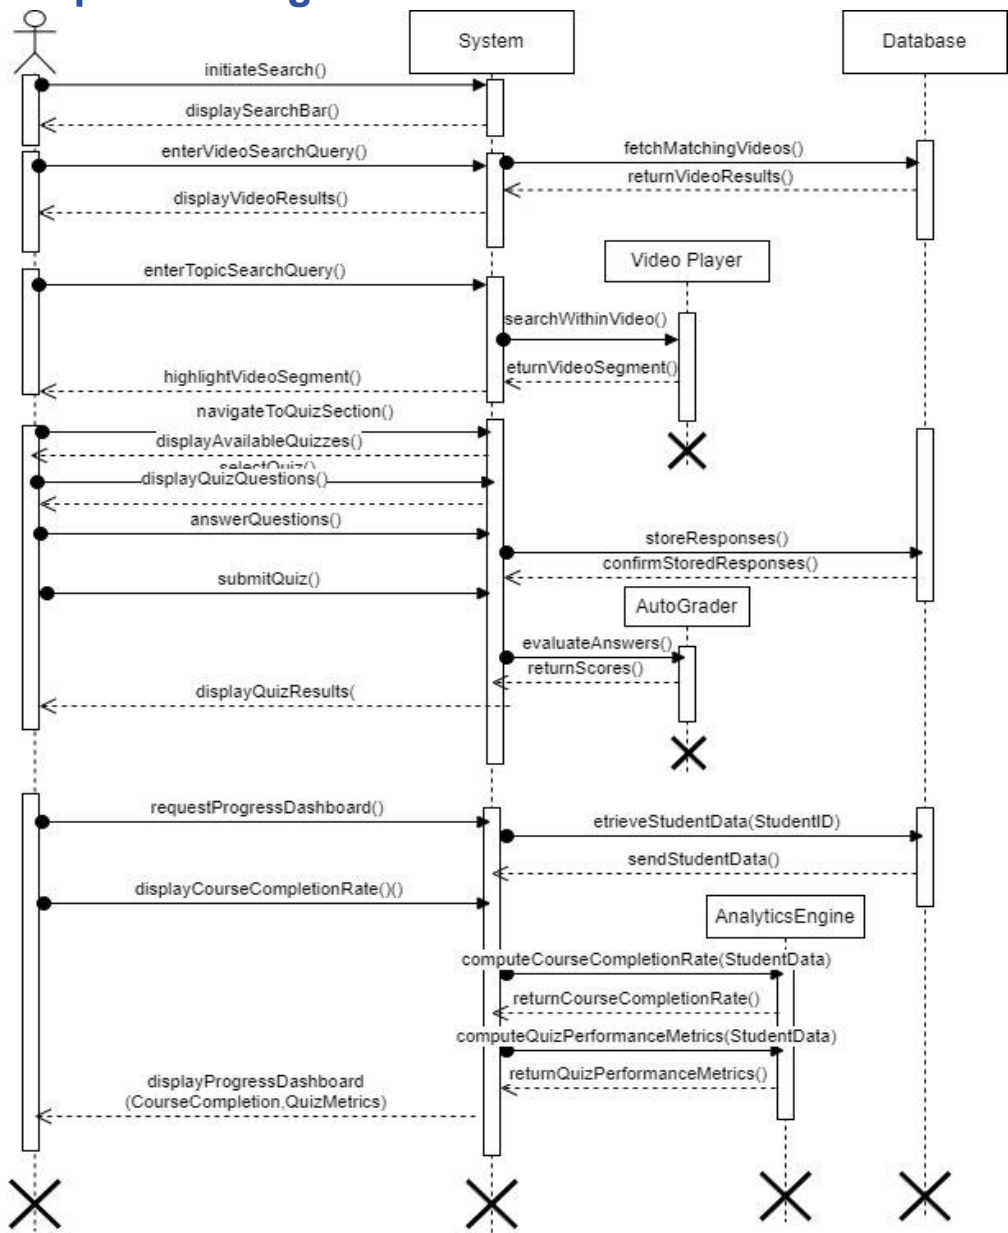 System
Database
initiateSearch()
displaySearchBar()
enterVideoSearchQuery()
fetchMatchingVideos()
returnVideoResults()
displayVideoResults()
Video Player
enterTopicSearchQuery()
searchWithinVideo()
eturnVideoSegment()
highlightVideoSegment()
navigateToQuizSection()
displayAvailableQuizzes()
selectQuiz()
displayQuizQuestions()
answerQuestions()
storeResponses()
confirmStoredResponses()
submitQuiz()
AutoGrader
evaluateAnswers()
returnScores()
displayQuizResults(
requestProgressDashboard()
etrieveStudentData(StudentID)
sendStudentData()
displayCourseCompletionRate()()
AnalyticsEngine
computeCourseCompletionRate(StudentData)
returnCourseCompletionRate()
computeQuizPerformanceMetrics(StudentData)
returnQuizPerformanceMetrics()
displayProgressDashboard
(CourseCompletion,QuizMetrics)